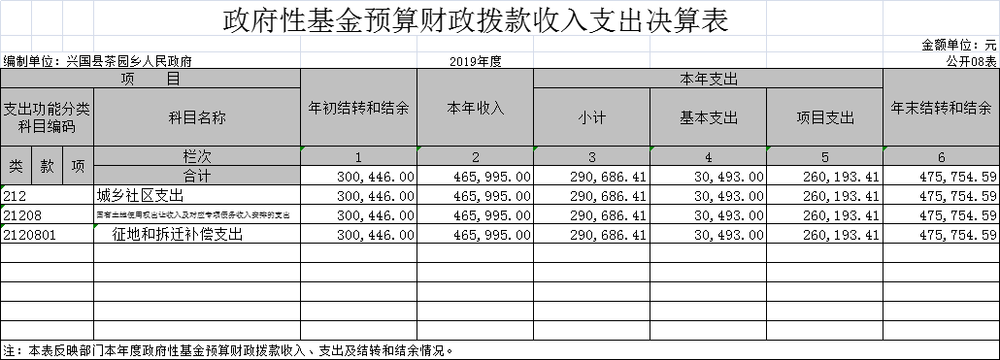 政府性基金预算财政拨款收入支出决算表
金额单位：元
编制单位：兴国县茶园乡人民政府 2019年度 公开08表
项 目 年初结转和结余 本年收入 本年支出 年末结转和结余
支出功能分类科目编码 科目名称 小计 基本支出 项目支出
类 款 项 栏次 1 2 3 4 5 6
合计 300,446.00 465,995.00 290,686.41 30,493.00 260,193.41 475,754.59
212 城乡社区支出 300,446.00 465,995.00 290,686.41 30,493.00 260,193.41 475,754.59
21208 国有土地使用权出让收入及对应专项债务收入安排的支出 300,446.00 465,995.00 290,686.41 30,493.00 260,193.41 475,754.59
2120801 征地和拆迁补偿支出 300,446.00 465,995.00 290,686.41 30,493.00 260,193.41 475,754.59
注：本表反映部门本年度政府性基金预算财政拨款收入、支出及结转和结余情况。